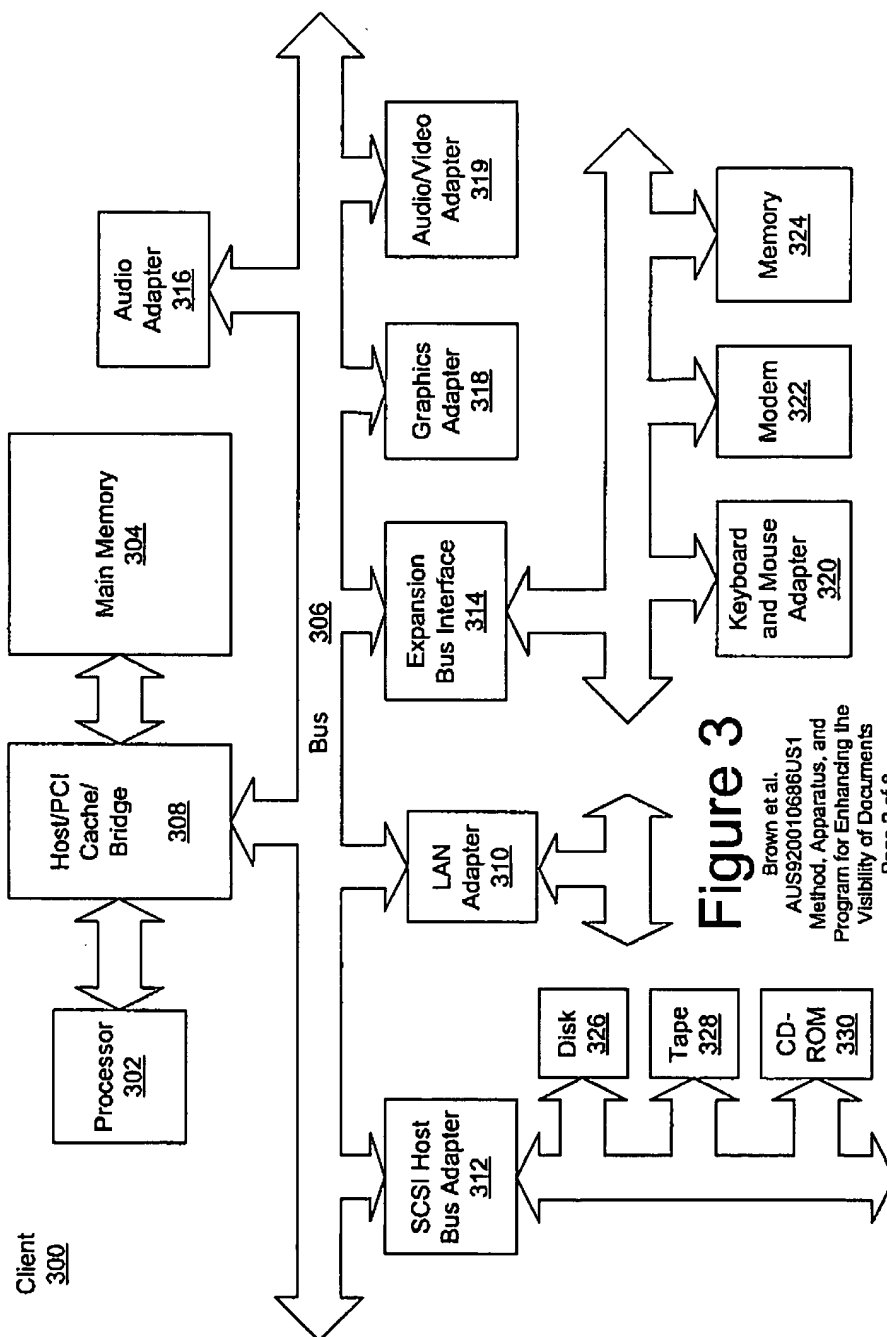 Client
300
Processor
302
Host/PCI
Cache/
Bridge
308
Main Memory
304
Audio
Adapter
316
Bus
306
SCSI Host
Bus Adapter
312
LAN
Adapter
310
Expansion
Bus Interface
314
Graphics
Adapter
318
Audio/Video
Adapter
319
Disk
326
Tape
328
CD-
ROM
330
Keyboard
and Mouse
Adapter
320
Modem
322
Memory
324
Figure 3
Brown et al.
AUS920010686US1
Method, Apparatus, and
Program for Enhancing the
Visibility of Documents